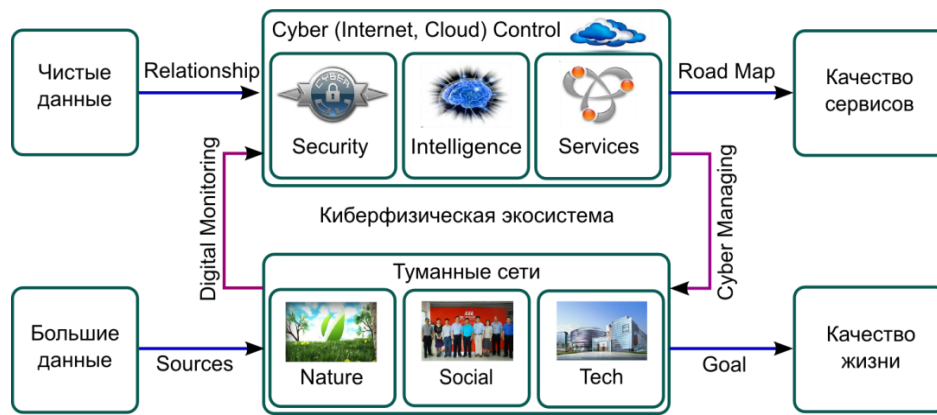 Cyber (Internet, Cloud) Control
Чистые
данные
Relationship
CYBER
Security
Intelligence
Services
Road Map
Качество
сервисов
Digital Monitoring
Киберфизическая экосистема
Cyber Managing
Туманные сети
Большие
данные
Sources
Nature
Social
Tech
Goal
Качество
жизни